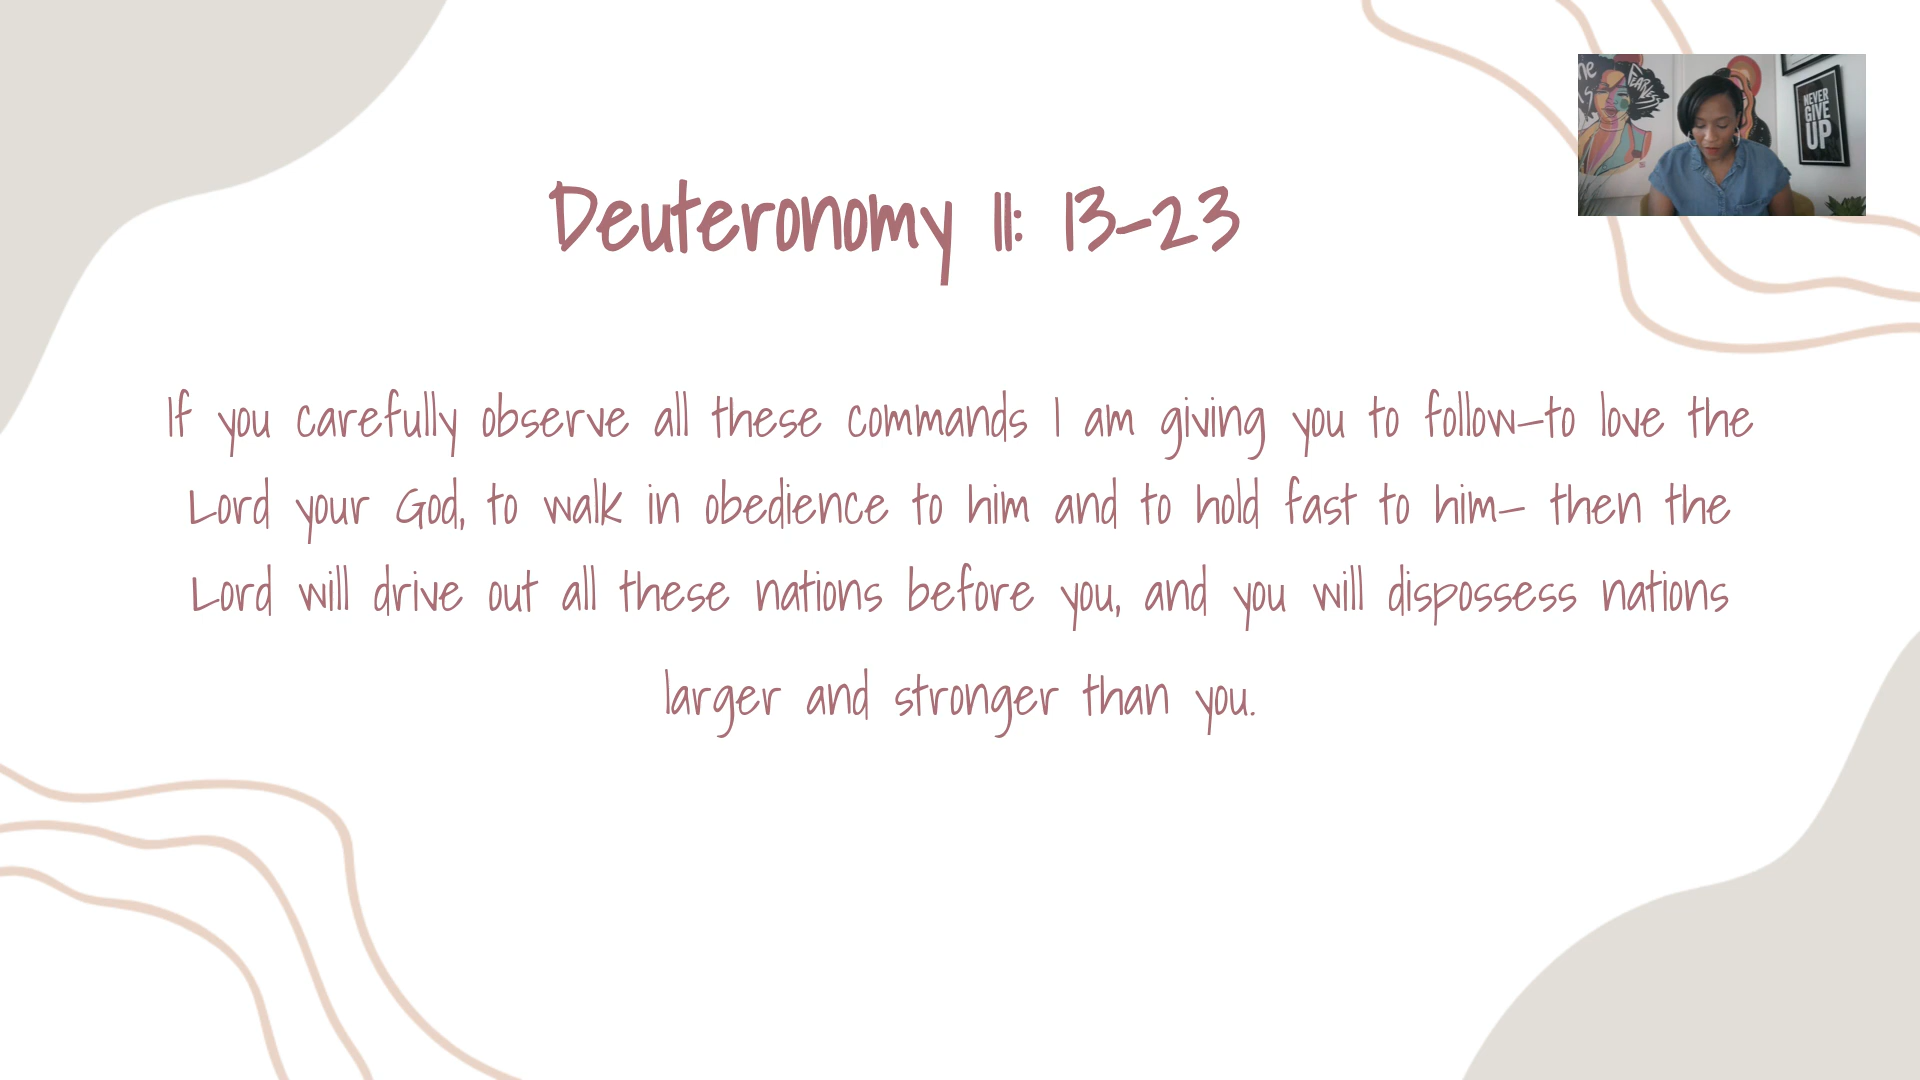 Deuteronomy 11: 13-23
If you carefully observe all these commands I am giving you to follow—to love the
Lord your God, to walk in obedience to him and to hold fast to him— then the
Lord will drive out all these nations before you, and you will dispossess nations
larger and stronger than you.
FEARLESS
NEVER
GIVE
UP